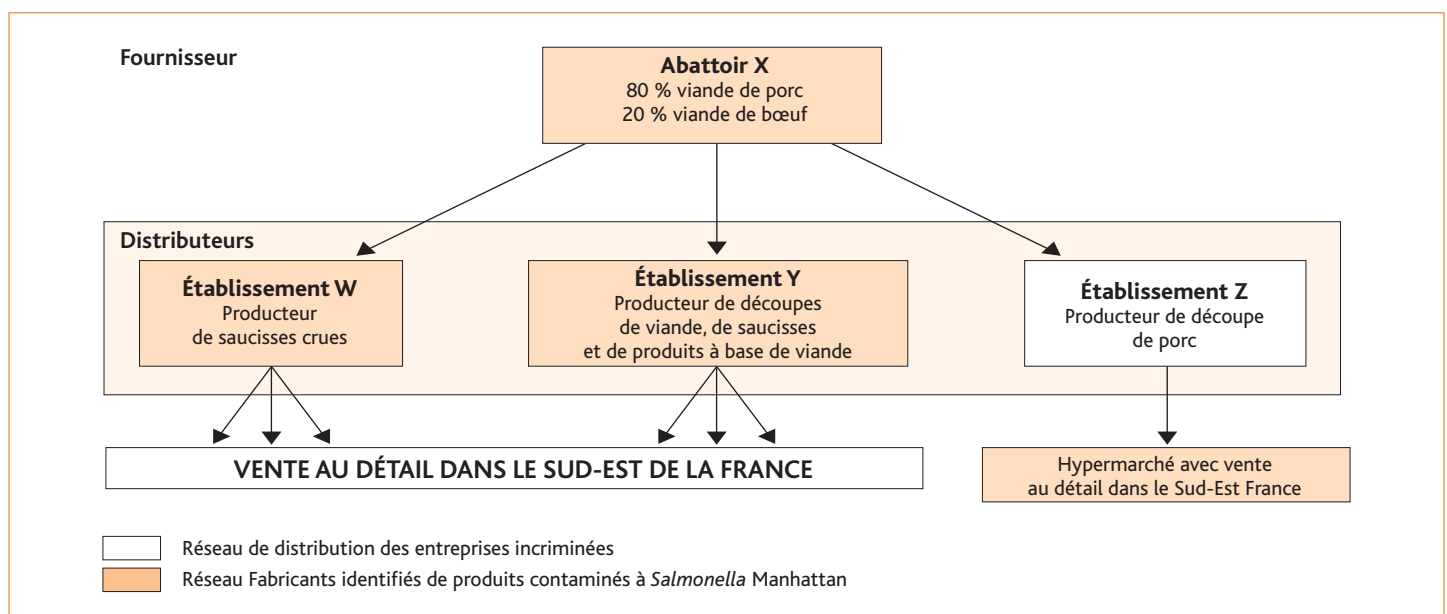 Fournisseur
Abattoir X
80 % viande de porc
20 % viande de bœuf
Distributeurs
Établissement W
Producteur
de saucisses crues
Établissement Y
Producteur de découpes
de viande, de saucisses
et de produits à base de viande
Établissement Z
Producteur de découpe
de porc
VENTE AU DÉTAIL DANS LE SUD-EST DE LA FRANCE
Hypermarché avec vente
au détail dans le Sud-Est France
Réseau de distribution des entreprises incriminées
Réseau Fabricants identifiés de produits contaminés à Salmonella Manhattan